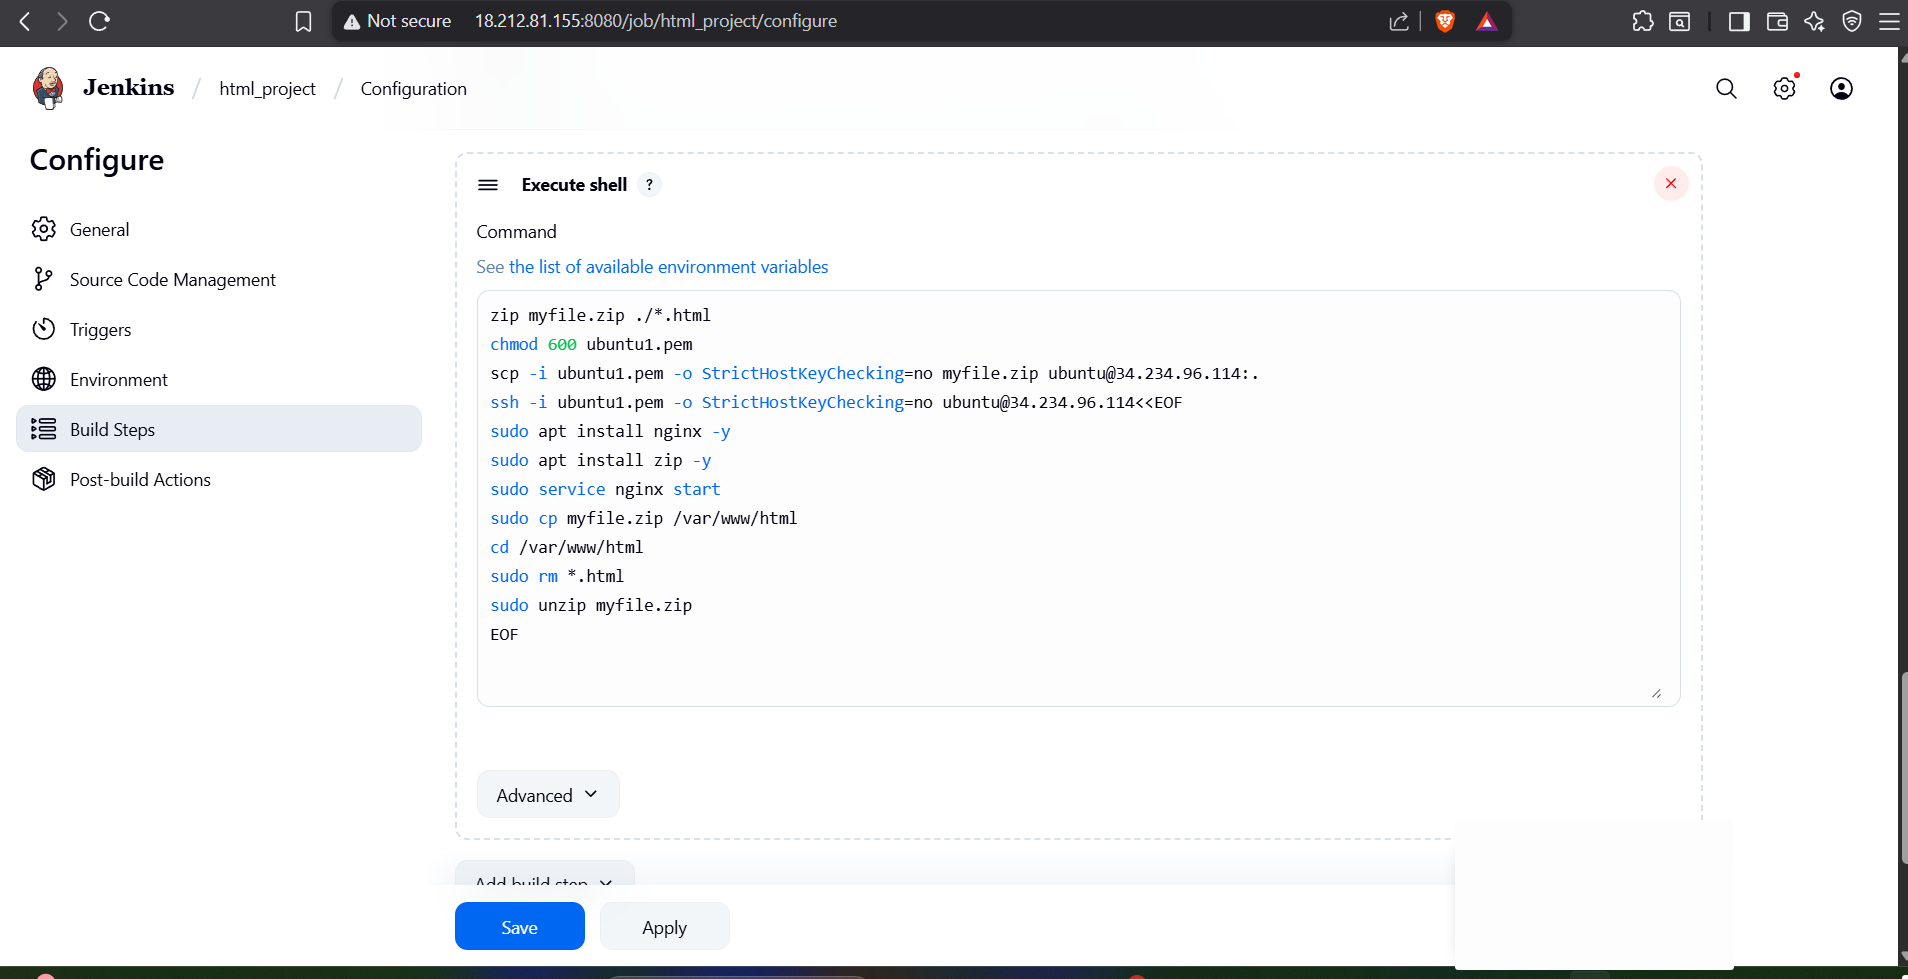 Not secure 18.212.81.155:8080/job/html_project/configure
Jenkins / html_project / Configuration
Configure
General
Source Code Management
Triggers
Environment
Build Steps
Post-build Actions
Execute shell ?
Command
See the list of available environment variables
zip myfile.zip ./*.html
chmod 600 ubuntu1.pem
scp -i ubuntu1.pem -o StrictHostKeyChecking=no myfile.zip ubuntu@34.234.96.114:.
ssh -i ubuntu1.pem -o StrictHostKeyChecking=no ubuntu@34.234.96.114<<EOF
sudo apt install nginx -y
sudo apt install zip -y
sudo service nginx start
sudo cp myfile.zip /var/www/html
cd /var/www/html
sudo rm *.html
sudo unzip myfile.zip
EOF
Advanced
Add build step
Save
Apply